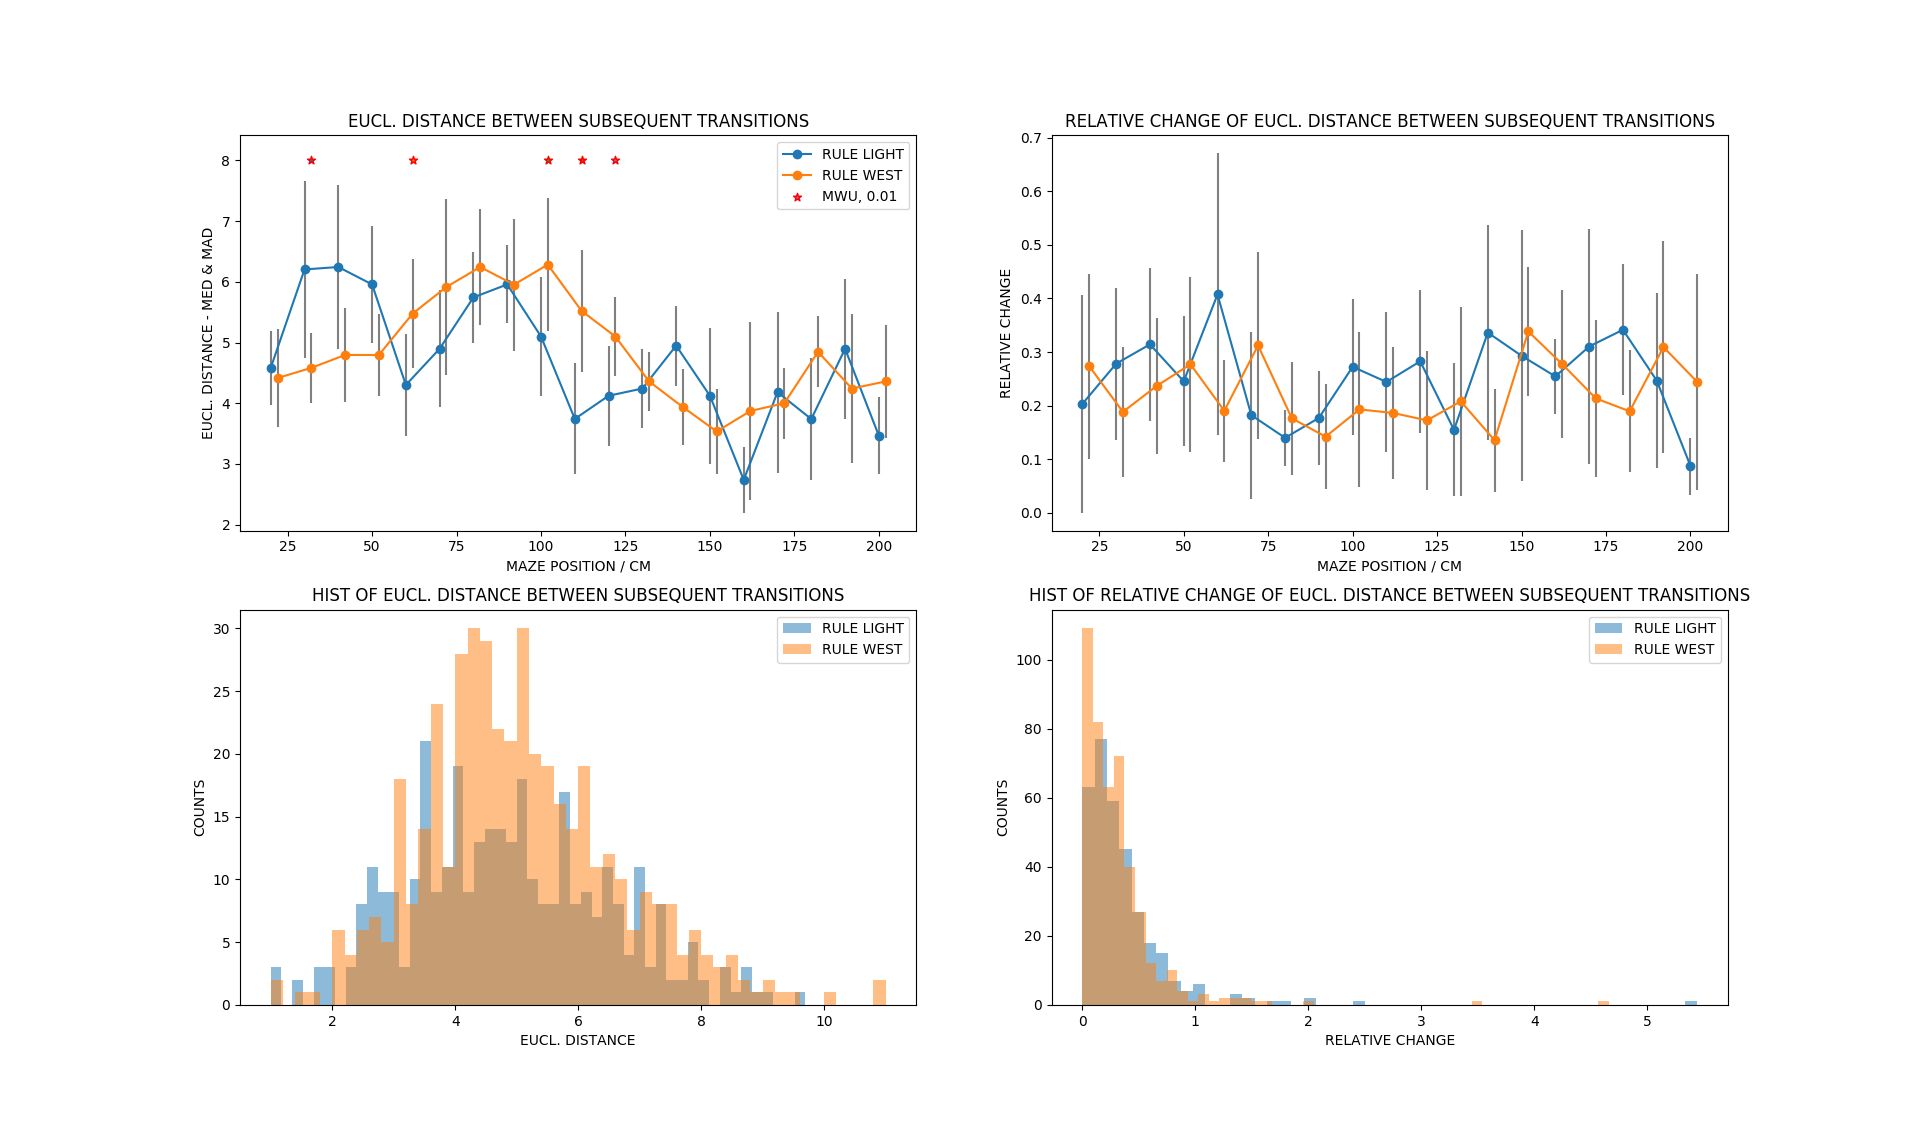 EUCL. DISTANCE BETWEEN SUBSEQUENT TRANSITIONS
EUCL. DISTANCE - MED & MAD
8
7
6
5
4
3
2
RULE LIGHT
RULE WEST
MWU, 0.01
25 50 75 100 125 150 175 200
MAZE POSITION / CM
RELATIVE CHANGE OF EUCL. DISTANCE BETWEEN SUBSEQUENT TRANSITIONS
RELATIVE CHANGE
0.7
0.6
0.5
0.4
0.3
0.2
0.1
0.0
25 50 75 100 125 150 175 200
MAZE POSITION / CM
HIST OF EUCL. DISTANCE BETWEEN SUBSEQUENT TRANSITIONS
COUNTS
30
25
20
15
10
5
0
RULE LIGHT
RULE WEST
2 4 6 8 10
EUCL. DISTANCE
HIST OF RELATIVE CHANGE OF EUCL. DISTANCE BETWEEN SUBSEQUENT TRANSITIONS
COUNTS
100
80
60
40
20
0
RULE LIGHT
RULE WEST
0 1 2 3 4 5
RELATIVE CHANGE